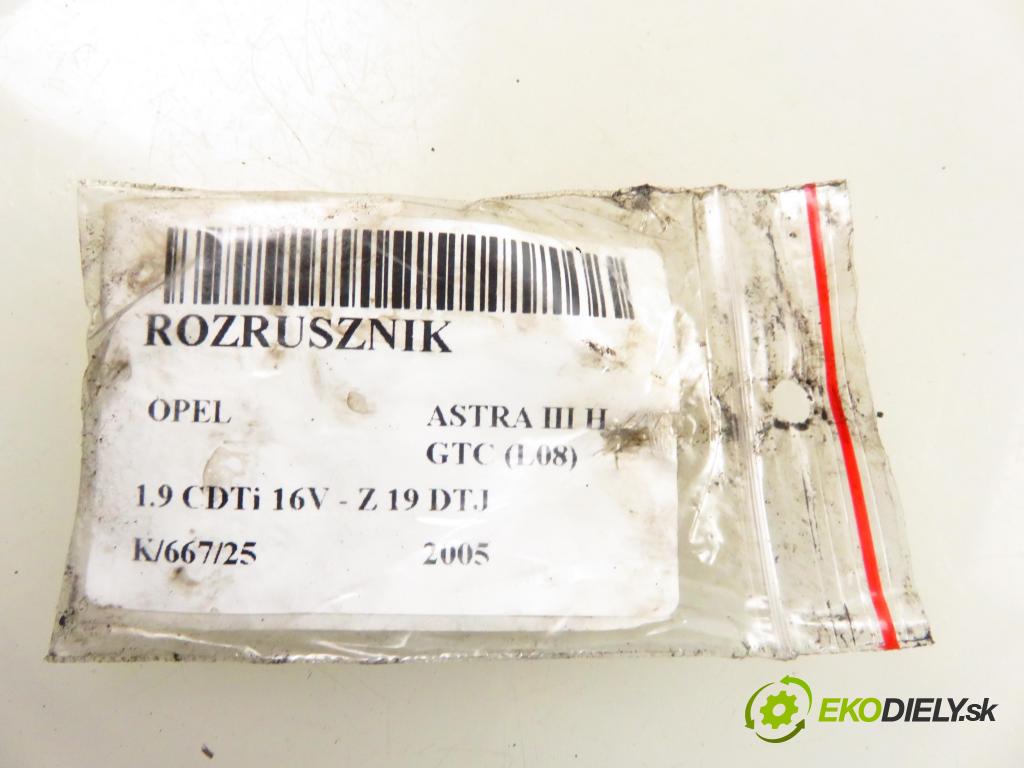 ROZRUSZNIK
OPEL ASTRA III H
GTC (L08)
1.9 CDTi 16V - Z 19 DTJ
K/667/25 2005
EKODIELY.sk